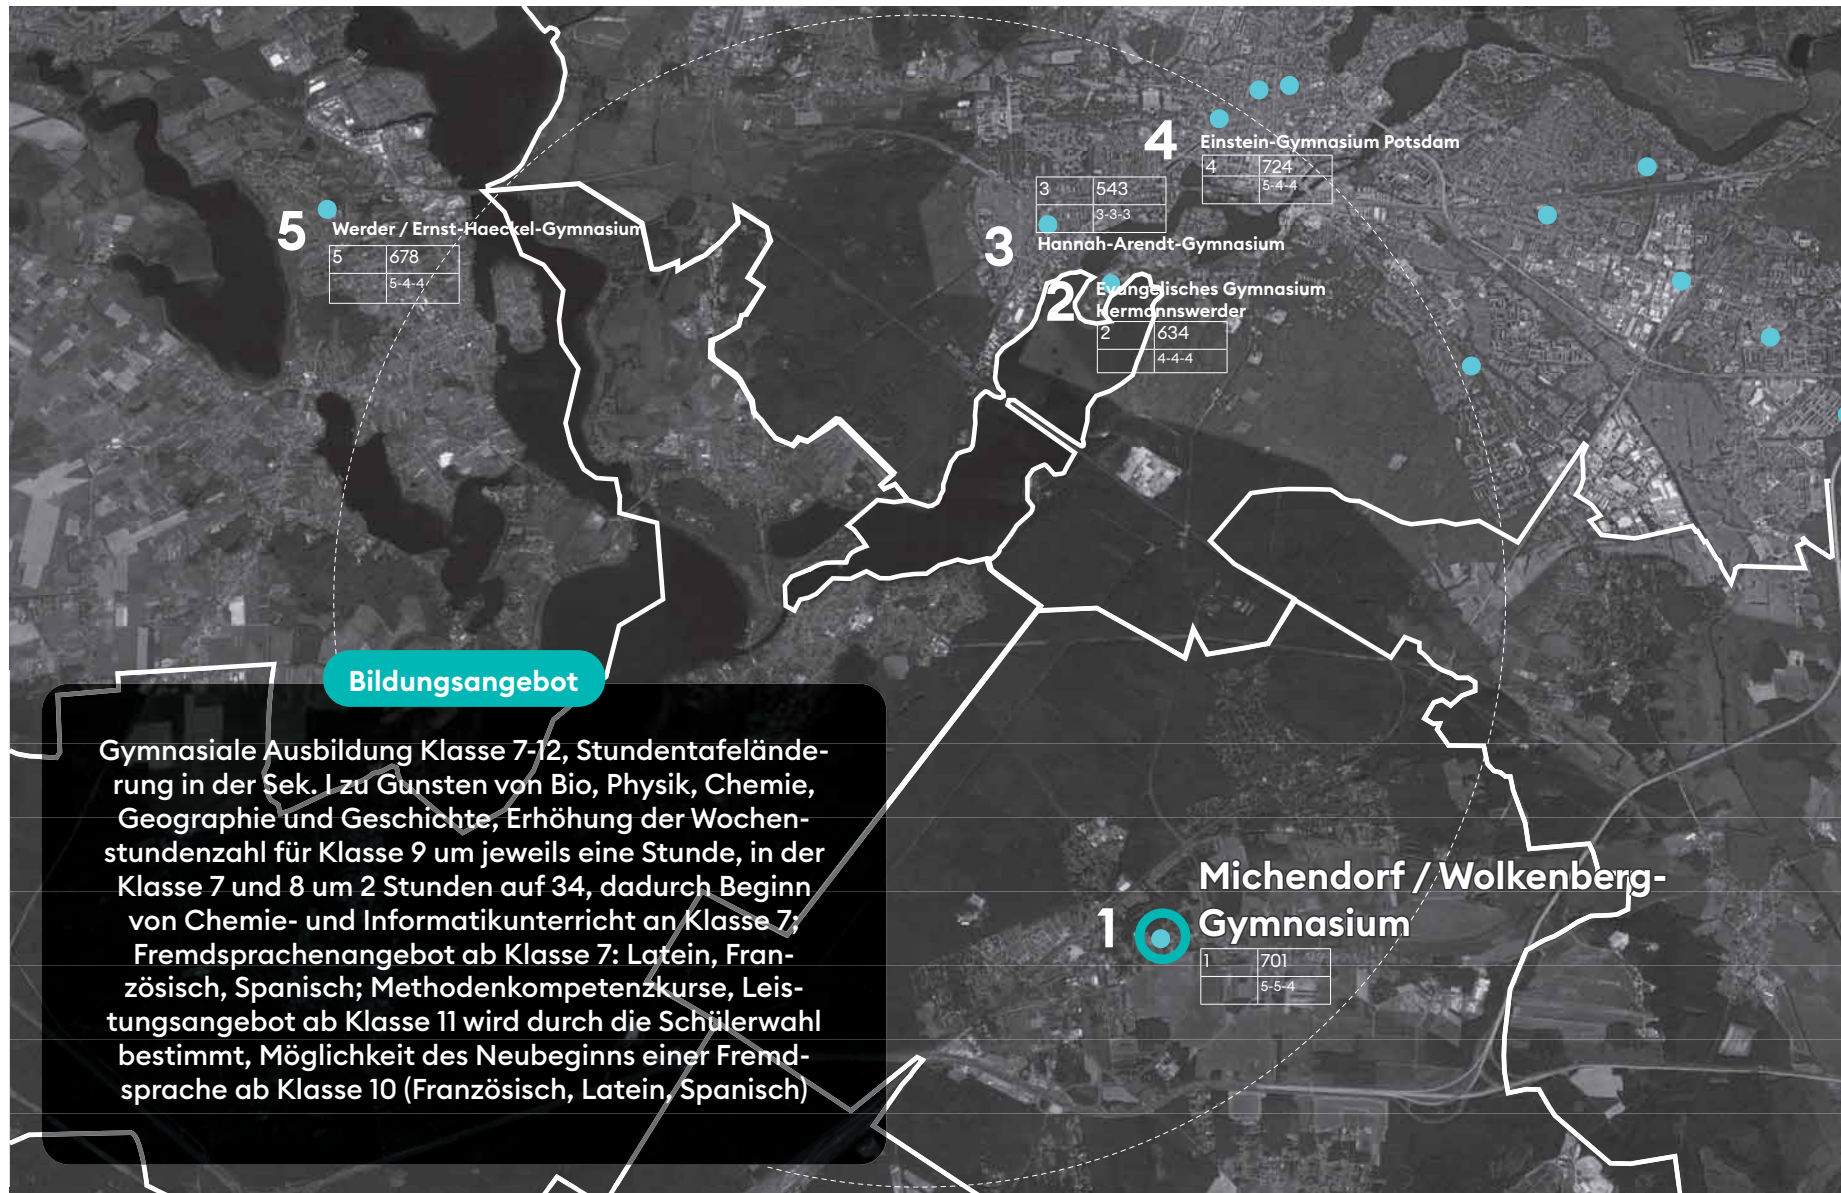 4
Einstein-Gymnasium Potsdam
4 724
5-4-4
3 543
3-3-3
3
Hannah-Arendt-Gymnasium
5
Werder / Ernst-Haeckel-Gymnasium
5 678
5-4-4
2
Evangelisches Gymnasium
Hermannswerder
2 634
4-4-4
Bildungsangebot
Gymnasiale Ausbildung Klasse 7-12, Stundentafelände-
rung in der Sek. I zu Gunsten von Bio, Physik, Chemie,
Geographie und Geschichte, Erhöhung der Wochen-
stundenzahl für Klasse 9 um jeweils eine Stunde, in der
Klasse 7 und 8 um 2 Stunden auf 34, dadurch Beginn
von Chemie- und Informatikunterricht an Klasse 7;
Fremdsprachenangebot ab Klasse 7: Latein, Fran-
zösisch, Spanisch; Methodenkompetenzkurse, Leis-
tungsangebot ab Klasse 11 wird durch die Schülerwahl
bestimmt, Möglichkeit des Neubeginns einer Fremd-
sprache ab Klasse 10 (Französisch, Latein, Spanisch)
1
Michendorf / Wolkenberg-
Gymnasium
1 701
5-5-4